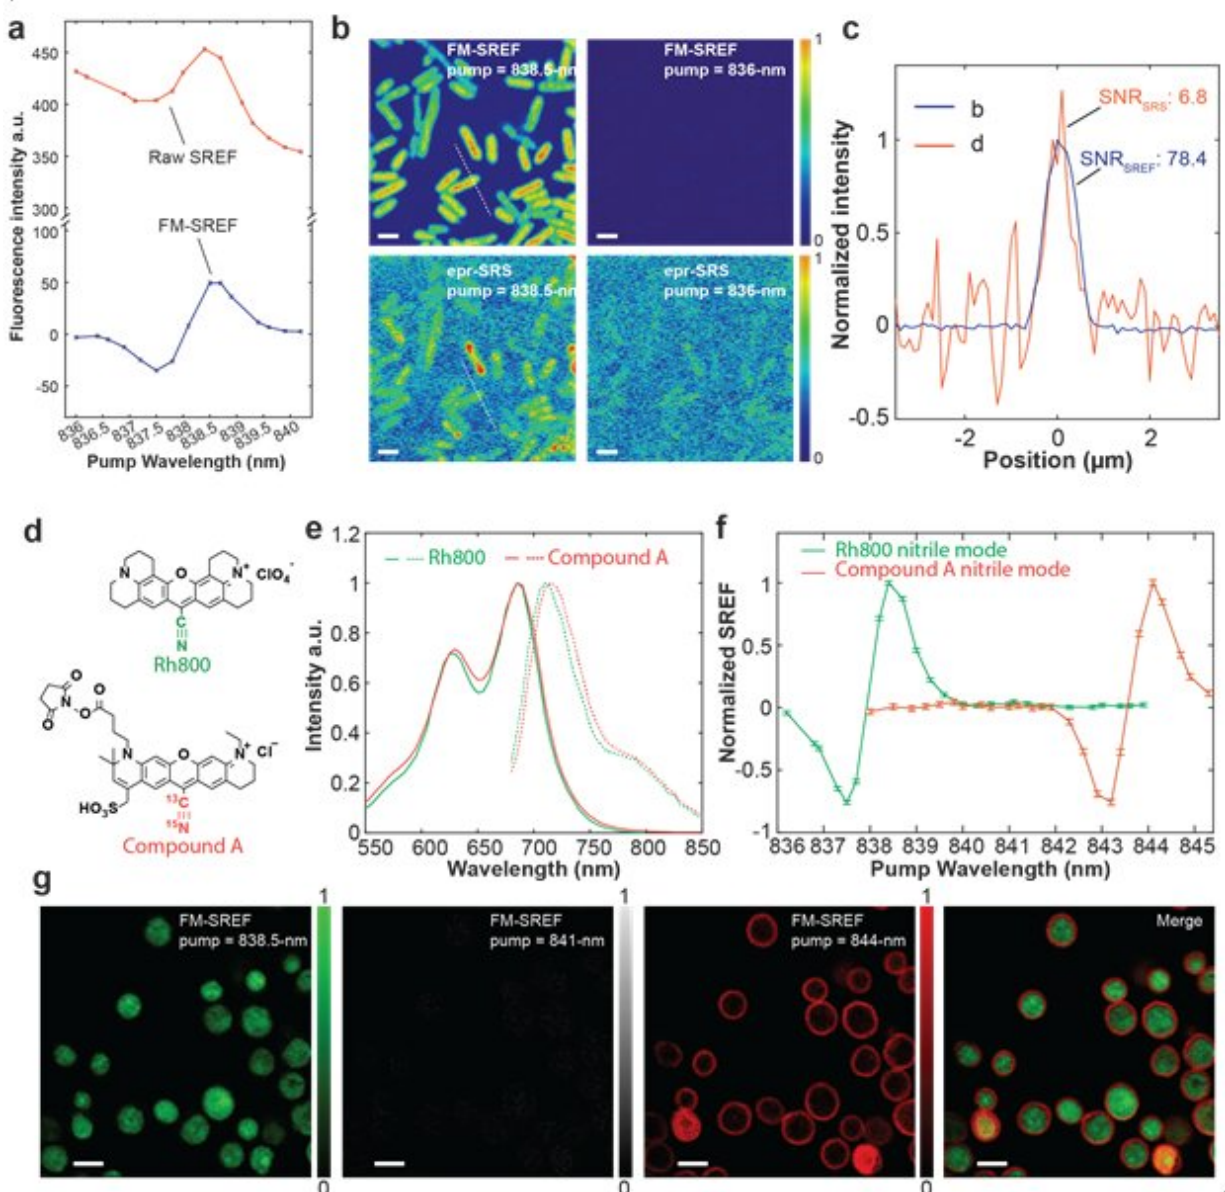 a
Fluorescence intensity a.u.
450
400
350
300
100
50
0
-50
Raw SREF
FM-SREF
836
836.5
837
837.5
838
838.5
839
839.5
840
Pump Wavelength (nm)
b
FM-SREF
pump = 838.5-nm
FM-SREF
pump = 836-nm
1
0
epr-SRS
pump = 838.5-nm
epr-SRS
pump = 836-nm
1
0
c
Normalized intensity
1
0.5
0
-0.5
b
d
SNRSRS: 6.8
SNRSREF: 78.4
-2
0
2
Position (μm)
d
N
O
N+
ClO4-
C
N
Rh800
O
N
O
O
O
N
O
N+
Cl-
HO3S
13C
15N
Compound A
e
Intensity a.u.
1.2
1
0.8
0.6
0.4
0.2
0
Rh800
Compound A
550
600
650
700
750
800
850
Wavelength (nm)
f
Normalized SREF
1
0.5
0
-0.5
-1
Rh800 nitrile mode
Compound A nitrile mode
836 837 838 839 840 841 842 843 844 845
Pump Wavelength (nm)
g
FM-SREF
pump = 838.5-nm
1
0
FM-SREF
pump = 841-nm
1
0
FM-SREF
pump = 844-nm
1
0
Merge